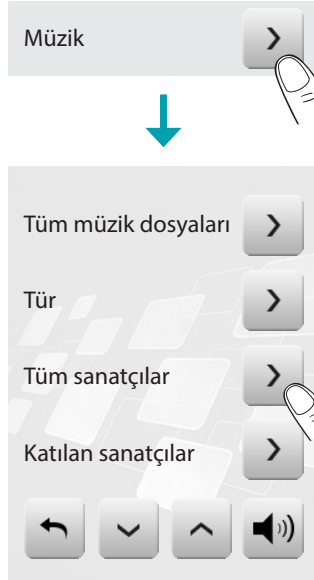 Müzik
Tüm müzik dosyaları
Tür
Tüm sanatçılar
Katılan sanatçılar